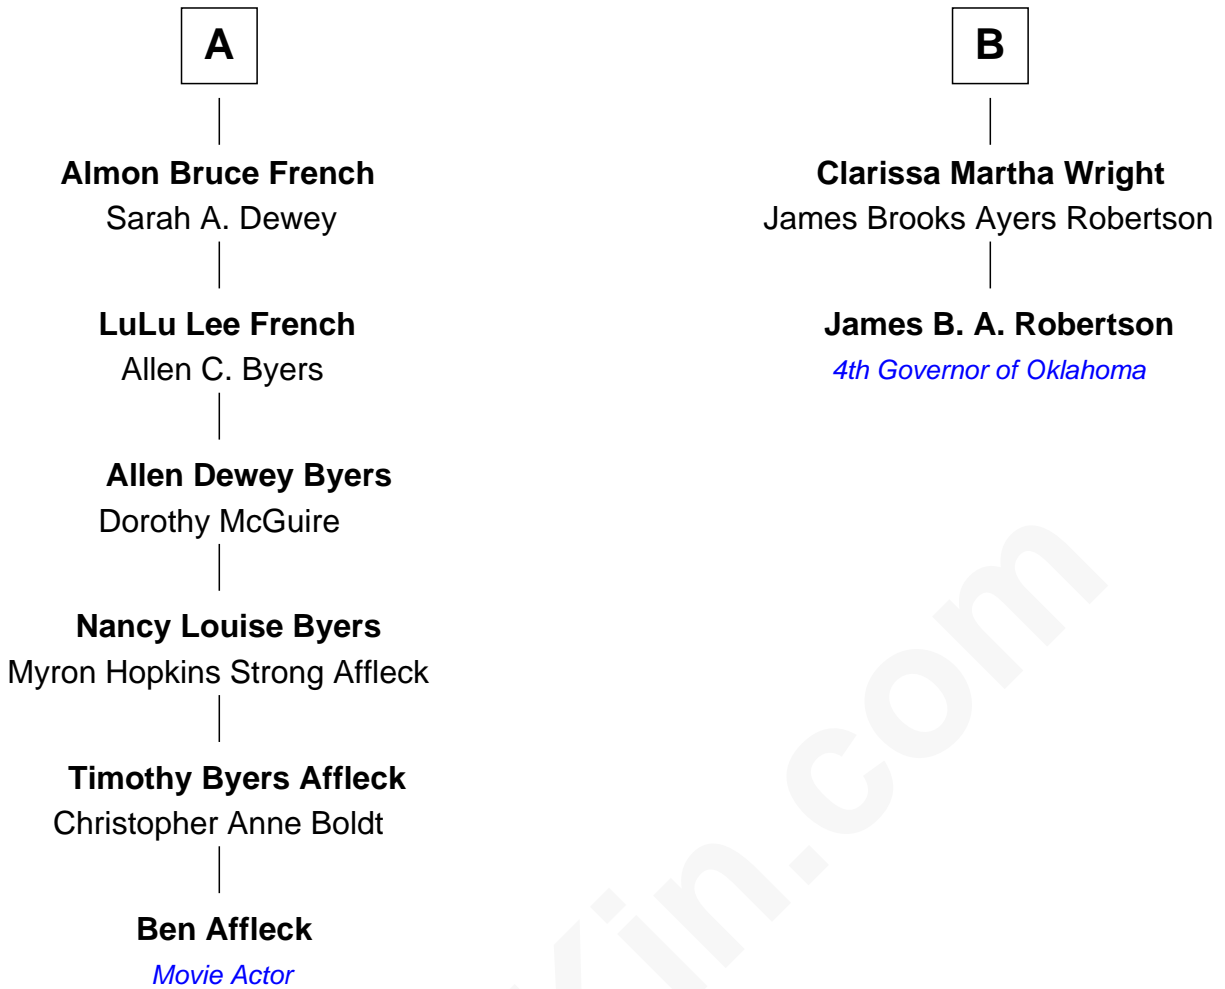 A
Almon Bruce French
Sarah A. Dewey
LuLu Lee French
Allen C. Byers
Allen Dewey Byers
Dorothy McGuire
Nancy Louise Byers
Myron Hopkins Strong Affleck
Timothy Byers Affleck
Christopher Anne Boldt
Ben Affleck
Movie Actor
B
Clarissa Martha Wright
James Brooks Ayers Robertson
James B. A. Robertson
4th Governor of Oklahoma
Kin.com